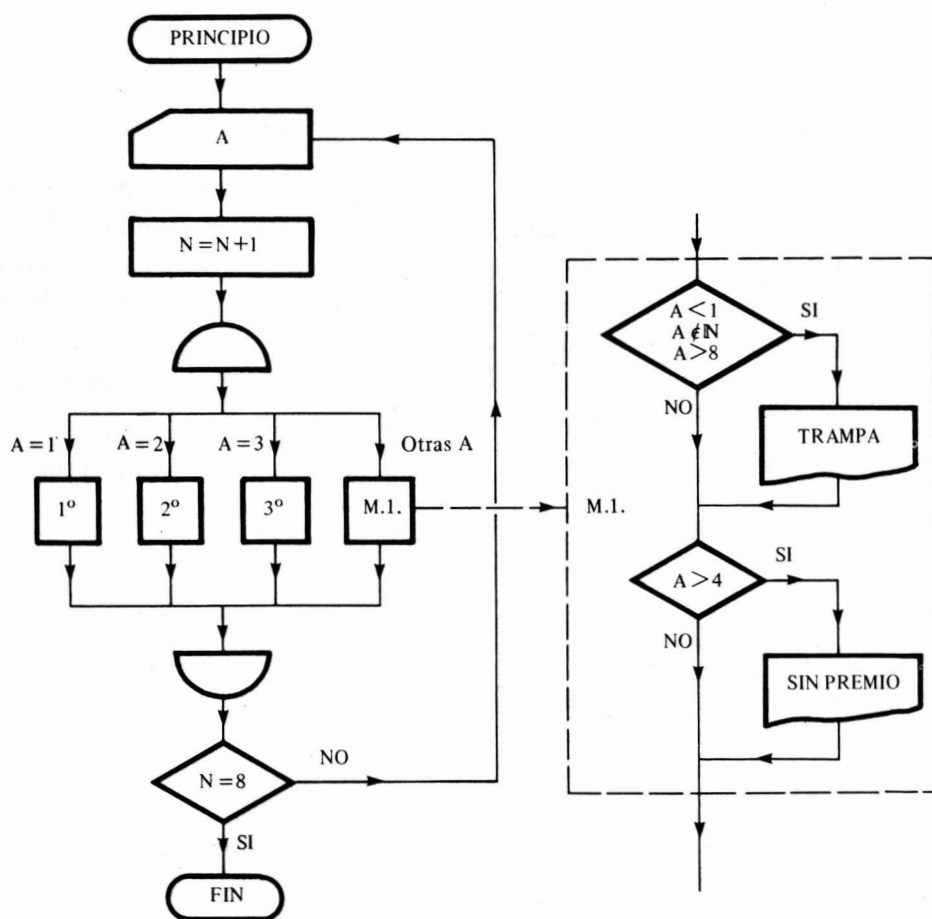 PRINCIPIO
A
N = N + 1
A = 1
A = 2
A = 3
Otras A
1º
2º
3º
M.1.
N = 8
NO
SI
FIN
M.1.
A < 1
A ∉ ℕ
A > 8
SI
NO
TRAMPA
A > 4
SI
NO
SIN PREMIO